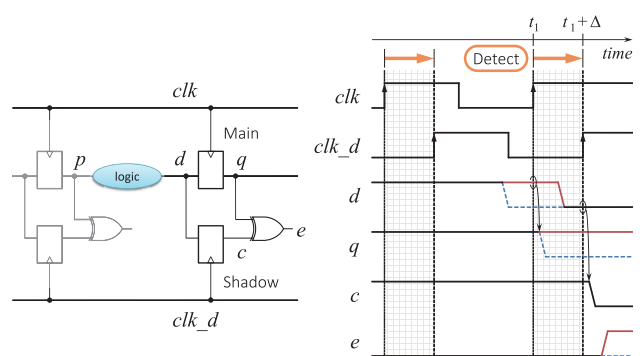 clk
Main
p
logic
d
q
e
c
Shadow
clk_d
t₁
t₁+Δ
time
Detect
clk
clk_d
d
q
c
e